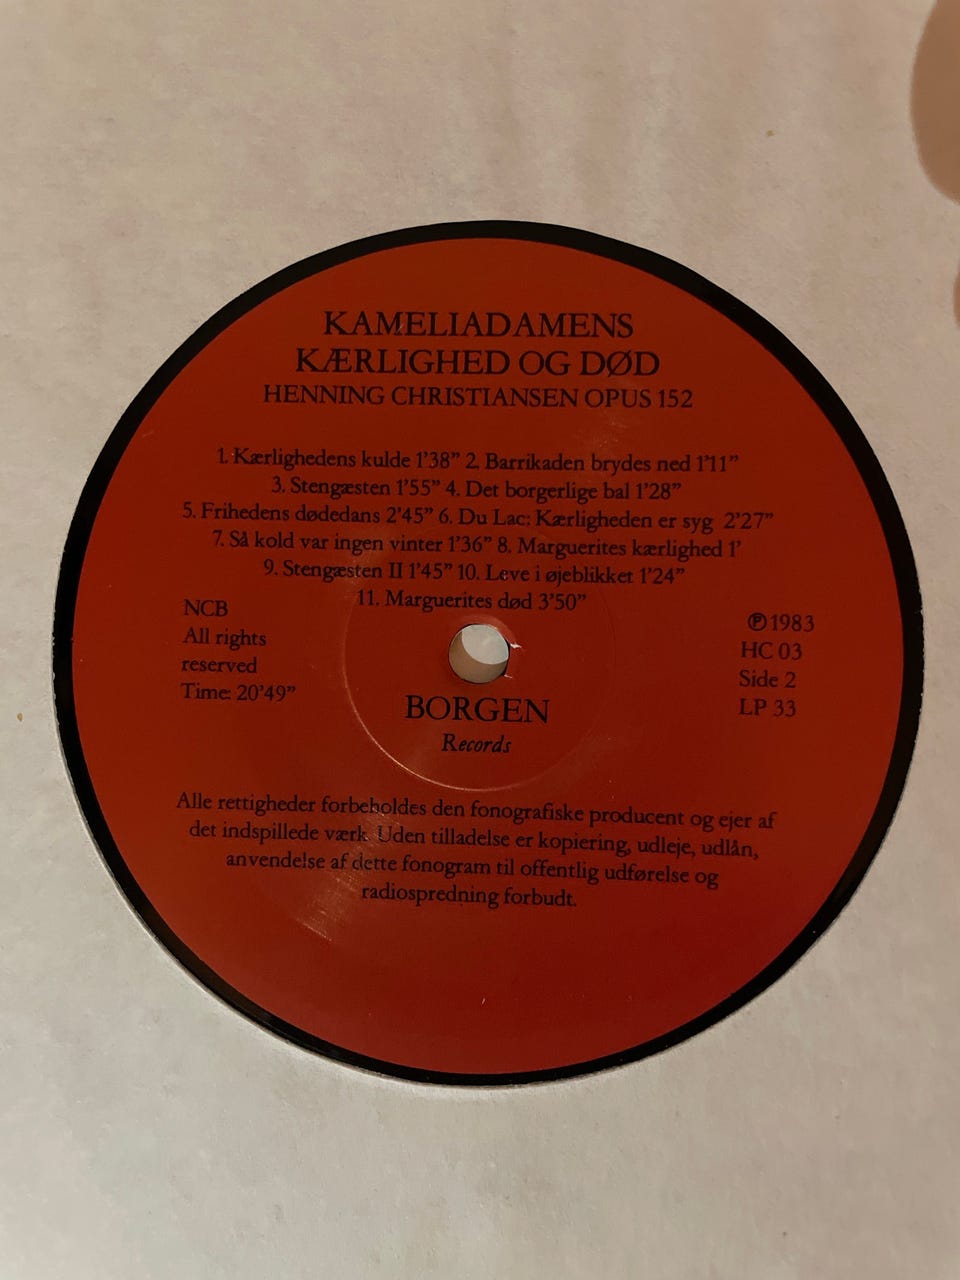 KAMELIADAMENS
KÆRLIGHED OG DØD
HENNING CHRISTIANSEN OPUS 152
1. Kærlighedens kulde 1'38” 2. Barrikaden brydes ned 1'11”
3. Stengæsten 1'55” 4. Det borgerlige bal 1'28”
5. Frihedens dødedans 2'45” 6. Du Lac: Kærligheden er syg 2'27”
7. Så kold var ingen vinter 1'36” 8. Marguerites kærlighed 1'
9. Stengæsten II 1'45” 10. Leve i øjeblikket 1'24”
11. Marguerites død 3'50”
NCB
All rights
reserved
Time: 20'49”
℗ 1983
HC 03
Side 2
LP 33
BORGEN
Records
Alle rettigheder forbeholdes den fonografiske producent og ejer af
det indspillede værk. Uden tilladelse er kopiering, udleje, udlån,
anvendelse af dette fonogram til offentlig udførelse og
radiospredning forbudt.